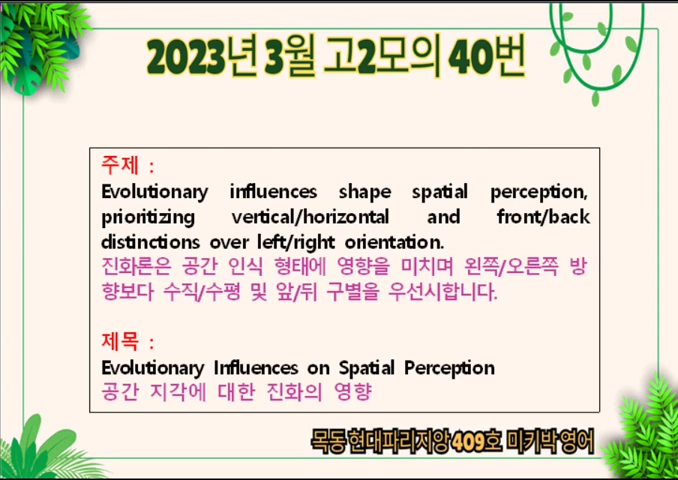 2023년 3월 고2모의 40번
주제 :
Evolutionary influences shape spatial perception,
prioritizing vertical/horizontal and front/back
distinctions over left/right orientation.
진화론은 공간 인식 형태에 영향을 미치며 왼쪽/오른쪽 방
향보다 수직/수평 및 앞/뒤 구별을 우선시합니다.
제목 :
Evolutionary Influences on Spatial Perception
공간 지각에 대한 진화의 영향
목동 현대파리지앙 409호 미키박 영어